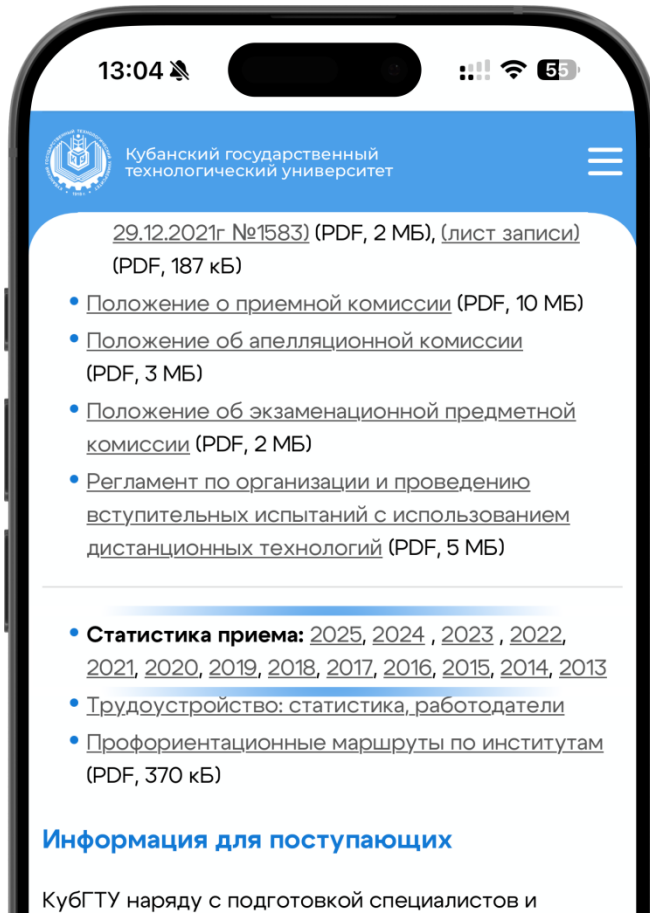 13:04
55
Кубанский государственный
технологический университет
29.12.2021г №1583) (PDF, 2 МБ), (лист записи)
(PDF, 187 кБ)
• Положение о приемной комиссии (PDF, 10 МБ)
• Положение об апелляционной комиссии
(PDF, 3 МБ)
• Положение об экзаменационной предметной
комиссии (PDF, 2 МБ)
• Регламент по организации и проведению
вступительных испытаний с использованием
дистанционных технологий (PDF, 5 МБ)
• Статистика приема: 2025, 2024 , 2023 , 2022,
2021, 2020, 2019, 2018, 2017, 2016, 2015, 2014, 2013
• Трудоустройство: статистика, работодатели
• Профориентационные маршруты по институтам
(PDF, 370 кБ)
Информация для поступающих
КубГТУ наряду с подготовкой специалистов и